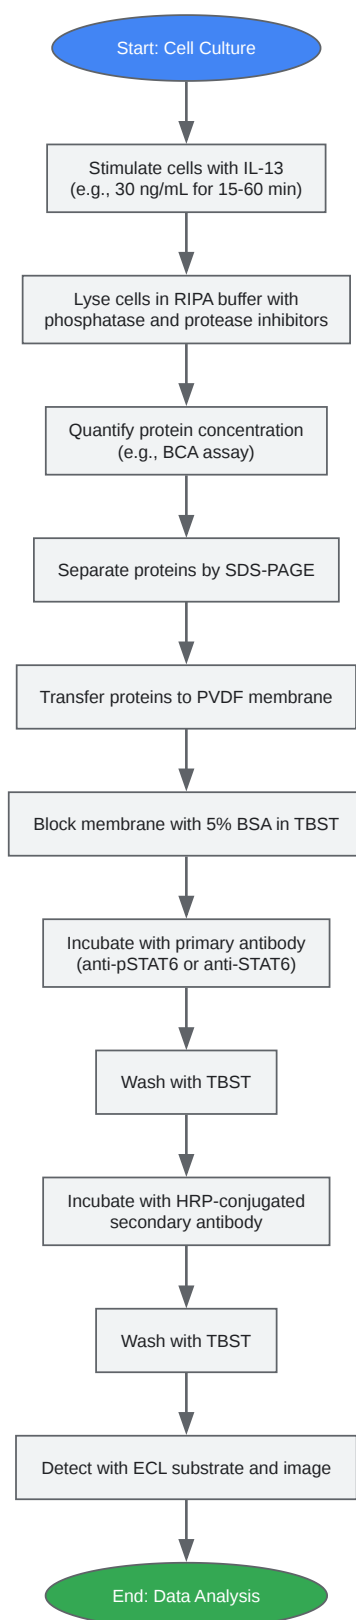 Start: Cell Culture
Stimulate cells with IL-13
(e.g., 30 ng/mL for 15-60 min)
Lyse cells in RIPA buffer with
phosphatase and protease inhibitors
Quantify protein concentration
(e.g., BCA assay)
Separate proteins by SDS-PAGE
Transfer proteins to PVDF membrane
Block membrane with 5% BSA in TBST
Incubate with primary antibody
(anti-pSTAT6 or anti-STAT6)
Wash with TBST
Incubate with HRP-conjugated
secondary antibody
Wash with TBST
Detect with ECL substrate and image
End: Data Analysis